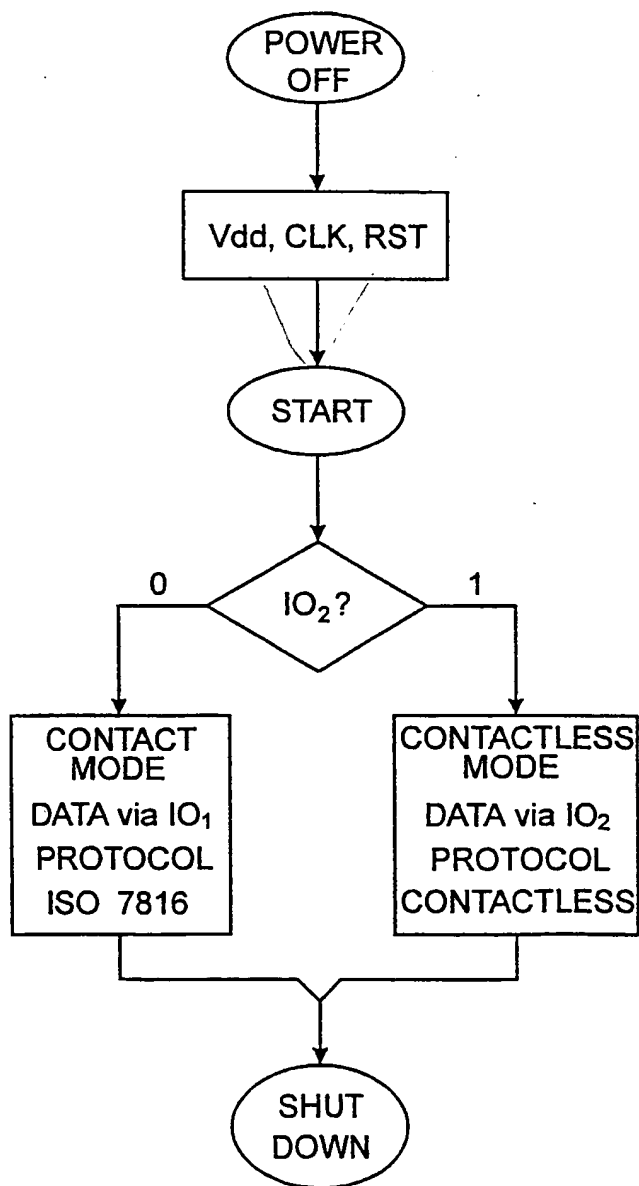 POWER
OFF
Vdd, CLK, RST
START
0
IO₂?
1
CONTACT
MODE
DATA via IO₁
PROTOCOL
ISO 7816
CONTACTLESS
MODE
DATA via IO₂
PROTOCOL
CONTACTLESS
SHUT
DOWN